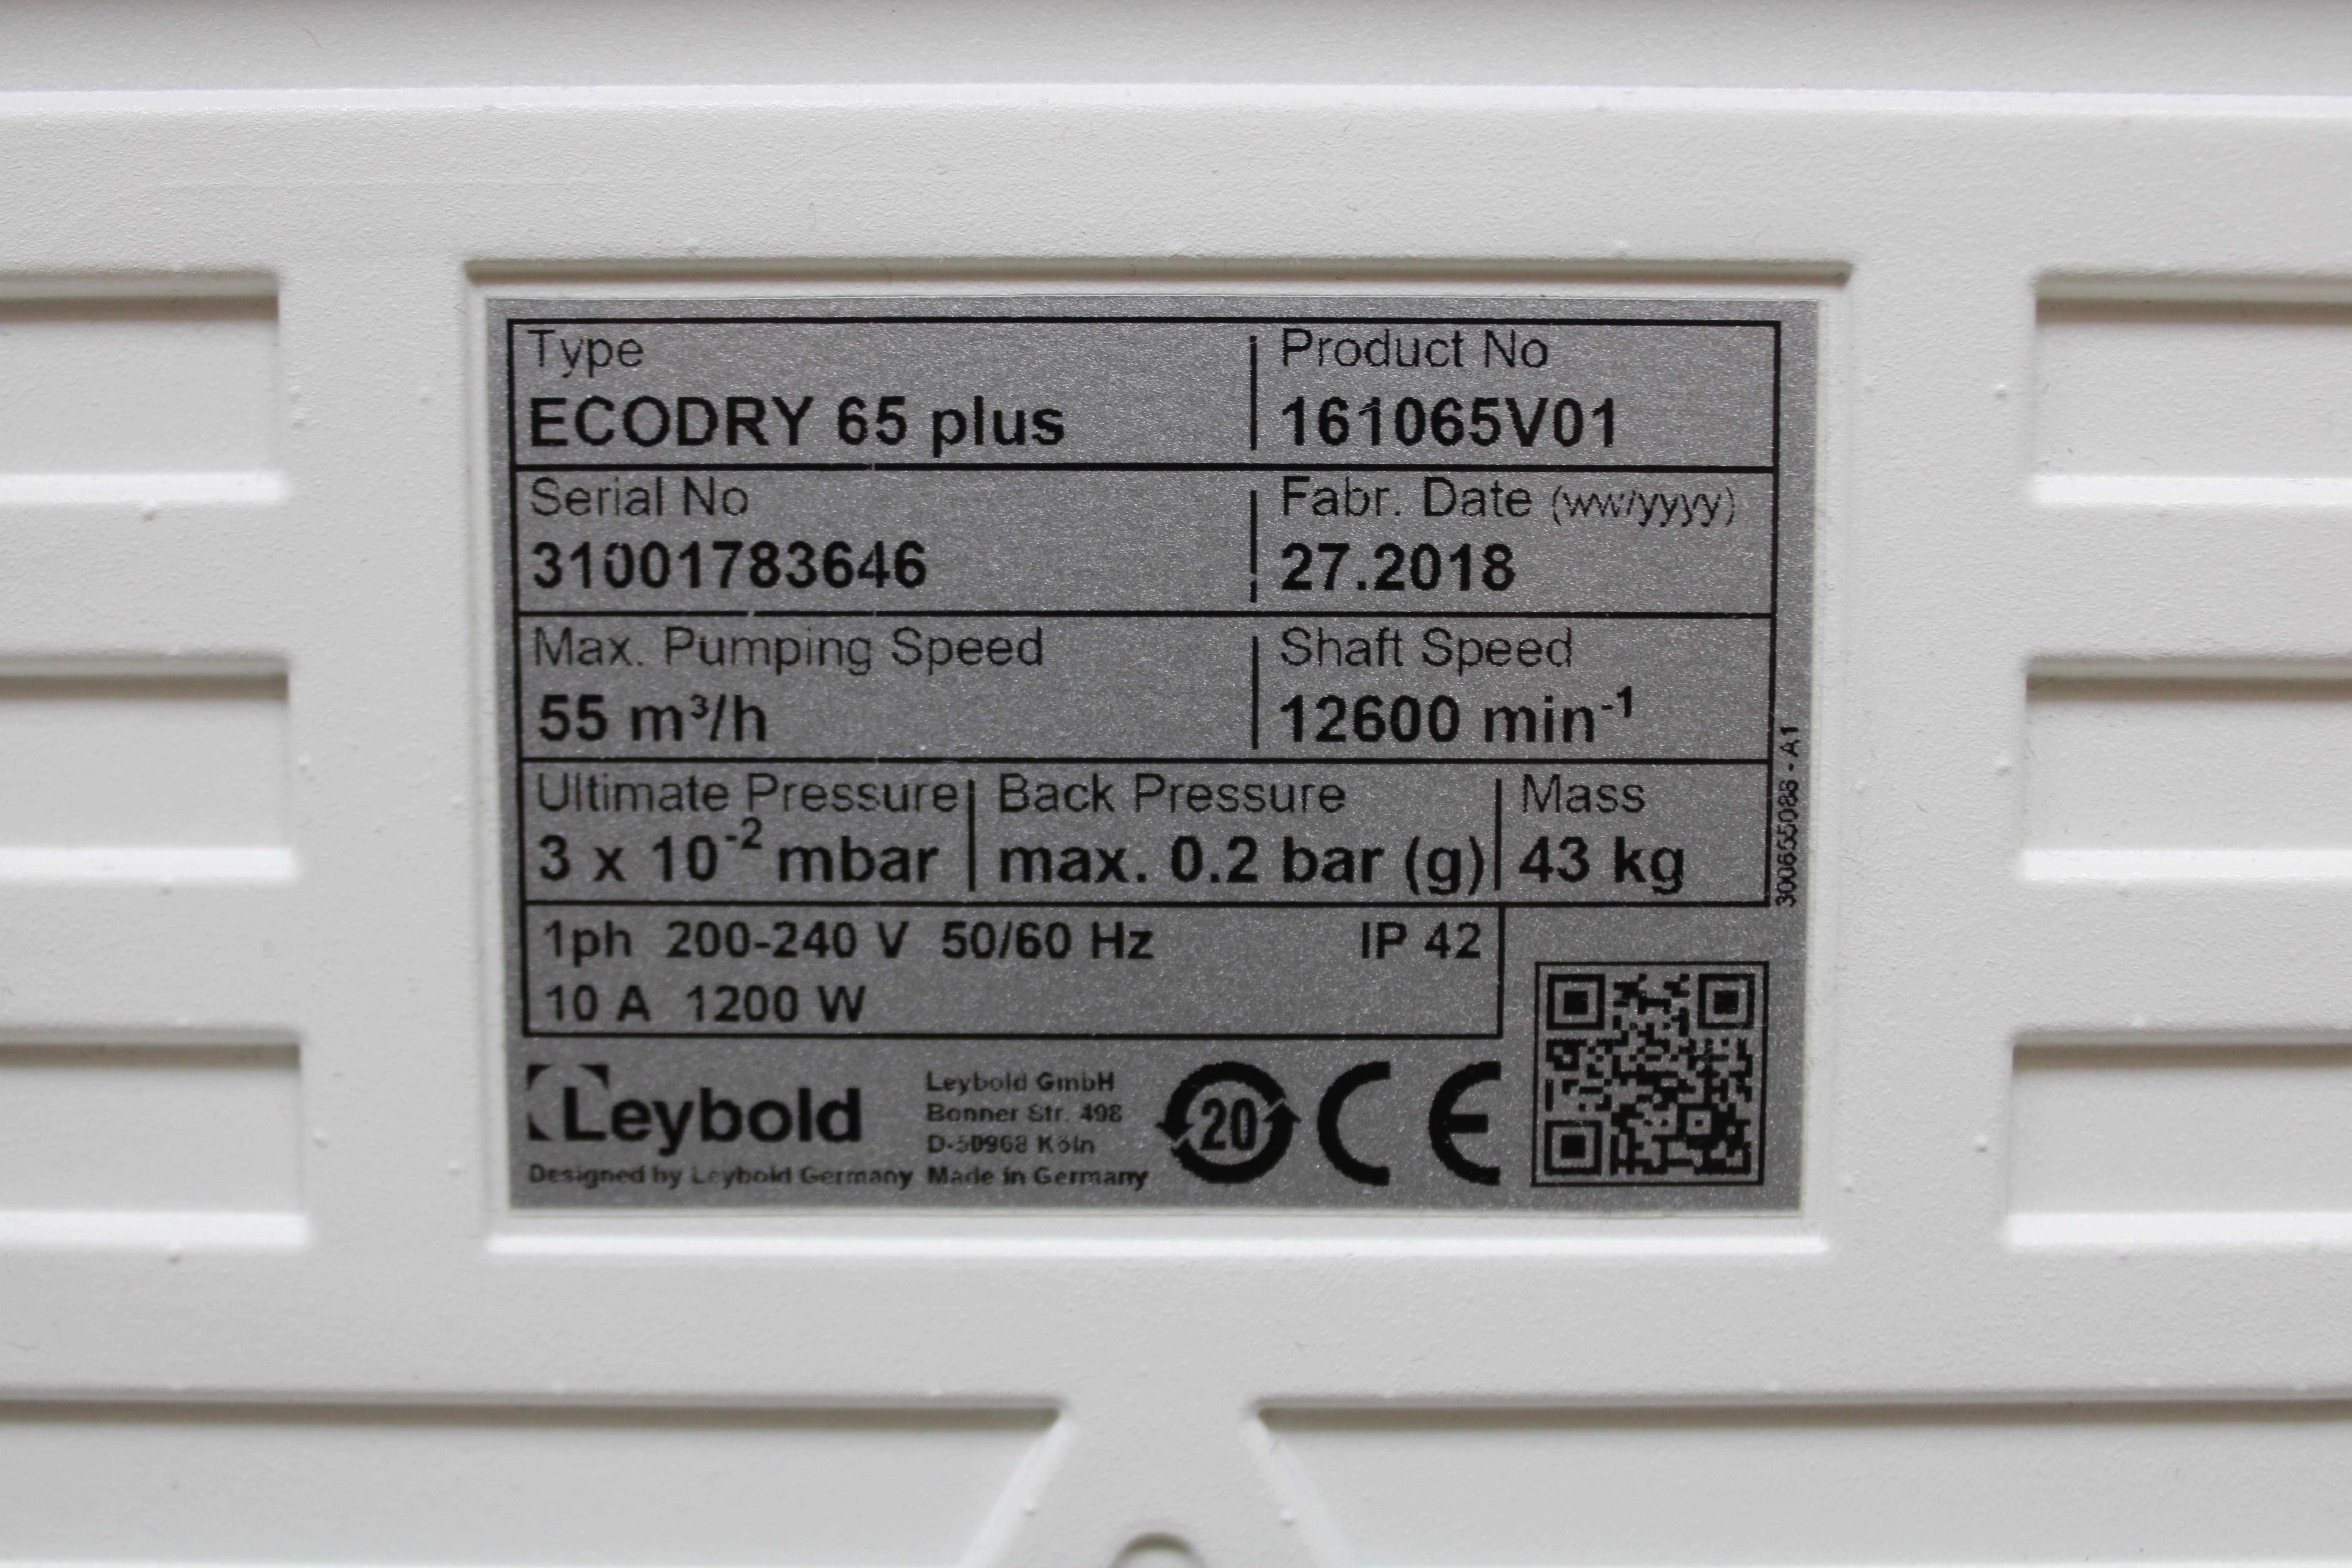 Type Product No
ECODRY 65 plus 161065V01
Serial No Fabr. Date (ww/yyyy)
31001783646 27.2018
Max. Pumping Speed Shaft Speed
55 m³/h 12600 min⁻¹
Ultimate Pressure Back Pressure Mass
3 x 10⁻² mbar max. 0.2 bar (g) 43 kg
1ph 200-240 V 50/60 Hz IP 42
10 A 1200 W
300655088 - A1
Leybold
Leybold GmbH
Bonner Str. 498
D-50968 Köln
Designed by Leybold Germany Made in Germany
20
CE